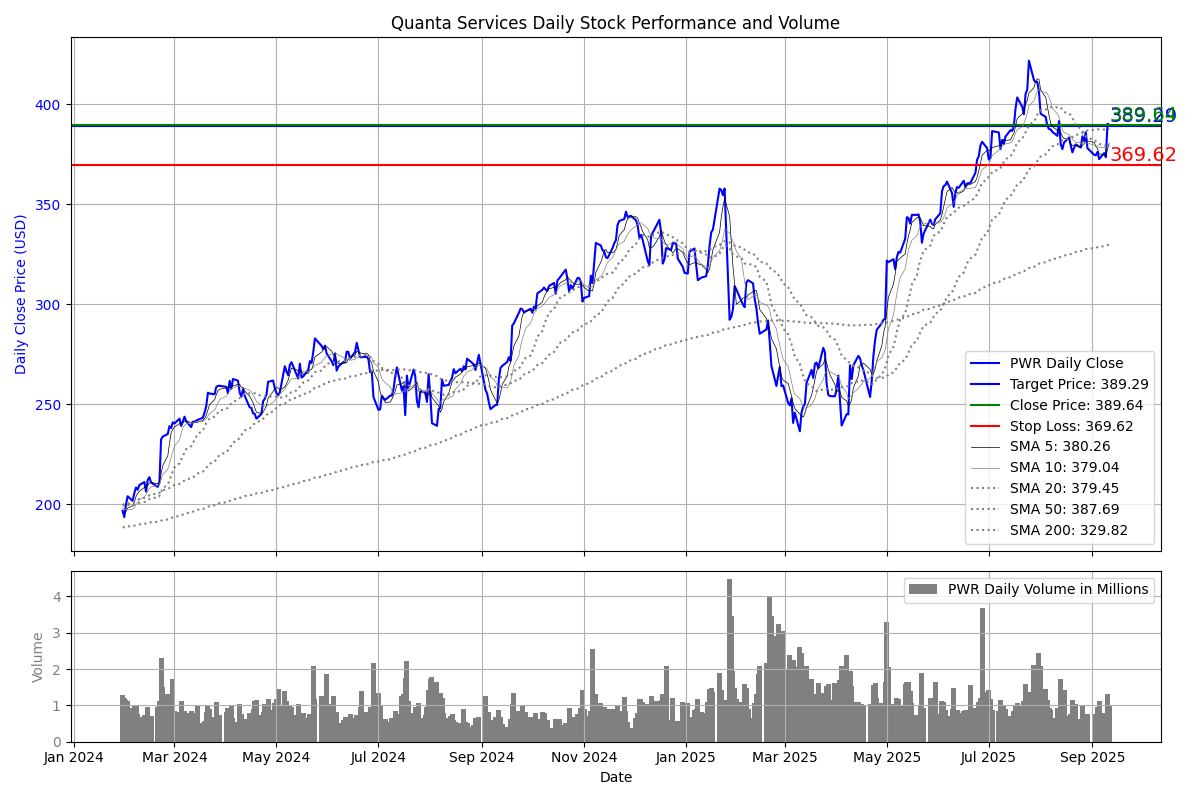 Quanta Services Daily Stock Performance and Volume
Daily Close Price (USD)
400
350
300
250
200
389.64
389.29
369.62
PWR Daily Close
Target Price: 389.29
Close Price: 389.64
Stop Loss: 369.62
SMA 5: 380.26
SMA 10: 379.04
SMA 20: 379.45
SMA 50: 387.69
SMA 200: 329.82
Volume
4
3
2
1
0
PWR Daily Volume in Millions
Jan 2024 Mar 2024 May 2024 Jul 2024 Sep 2024 Nov 2024 Jan 2025 Mar 2025 May 2025 Jul 2025 Sep 2025
Date